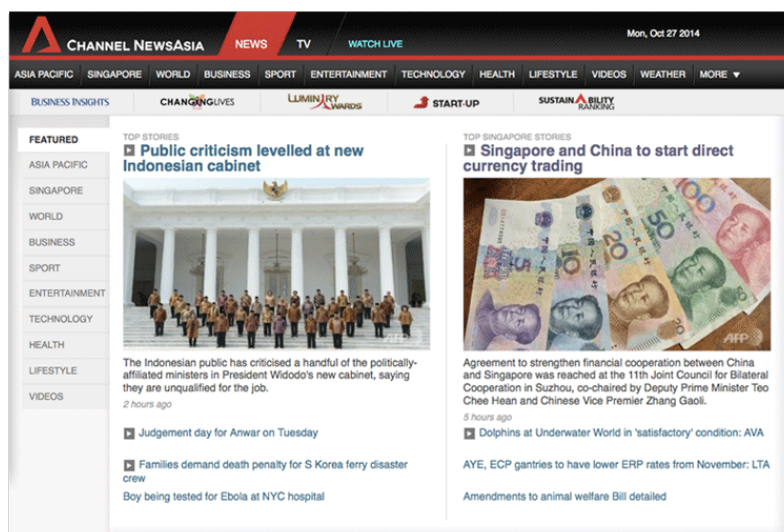 CHANNEL NEWSASIA
NEWS
TV
WATCH LIVE
Mon, Oct 27 2014
ASIA PACIFIC SINGAPORE WORLD BUSINESS SPORT ENTERTAINMENT TECHNOLOGY HEALTH LIFESTYLE VIDEOS WEATHER MORE
BUSINESS INSIGHTS
CHANGINGLIVES
LUMINARY
AWARDS
START-UP
SUSTAINABILITY
RANKING
FEATURED
ASIA PACIFIC
SINGAPORE
WORLD
BUSINESS
SPORT
ENTERTAINMENT
TECHNOLOGY
HEALTH
LIFESTYLE
VIDEOS
TOP STORIES
Public criticism levelled at new
Indonesian cabinet
AFP
The Indonesian public has criticised a handful of the politically-
affiliated ministers in President Widodo's new cabinet, saying
they are unqualified for the job.
2 hours ago
Judgement day for Anwar on Tuesday
Families demand death penalty for S Korea ferry disaster
crew
Boy being tested for Ebola at NYC hospital
TOP SINGAPORE STORIES
Singapore and China to start direct
currency trading
5
10
20
50
100
AFP
Agreement to strengthen financial cooperation between China
and Singapore was reached at the 11th Joint Council for Bilateral
Cooperation in Suzhou, co-chaired by Deputy Prime Minister Teo
Chee Hean and Chinese Vice Premier Zhang Gaoli.
5 hours ago
Dolphins at Underwater World in 'satisfactory' condition: AVA
AYE, ECP gantries to have lower ERP rates from November: LTA
Amendments to animal welfare Bill detailed